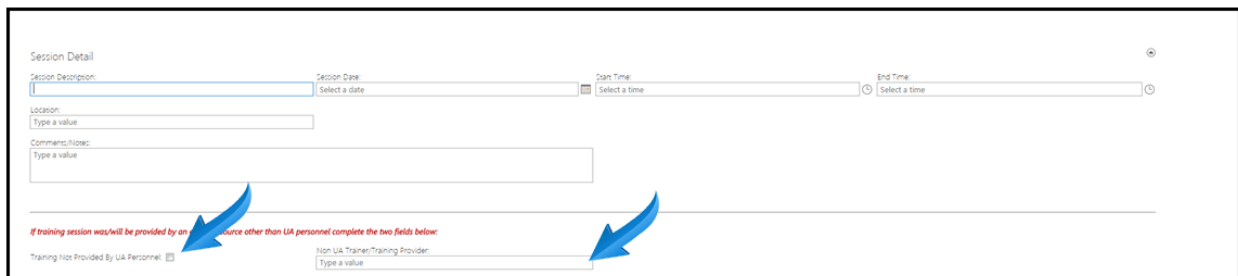 Session Detail
Session Description: Session Date: Start Time: End Time:
Select a date Select a time Select a time
Location:
Type a value
Comments/Notes:
Type a value
If training session was/will be provided by an source other than UA personnel complete the two fields below:
Training Not Provided By UA Personnel: Non UA Trainer/Training Provider:
Type a value